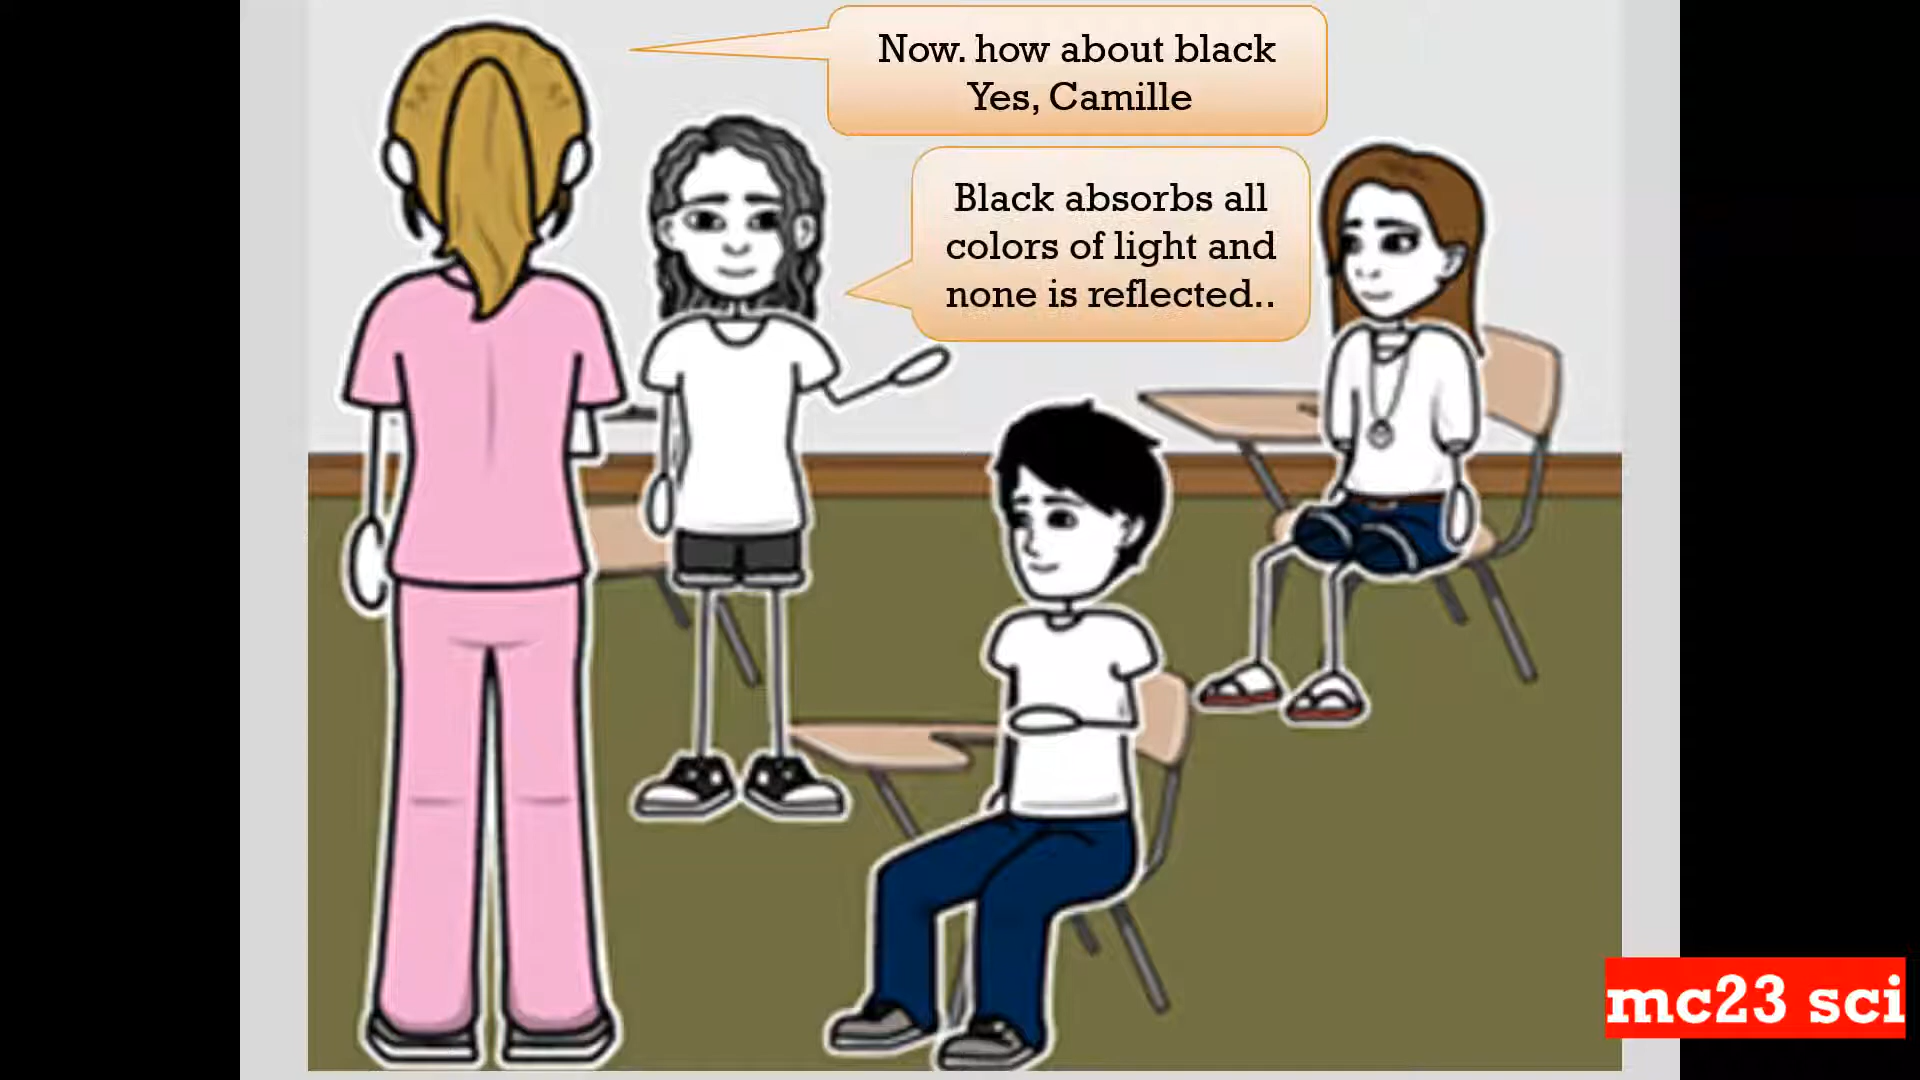 Now. how about black
Yes, Camille
Black absorbs all
colors of light and
none is reflected..
mc23 sci